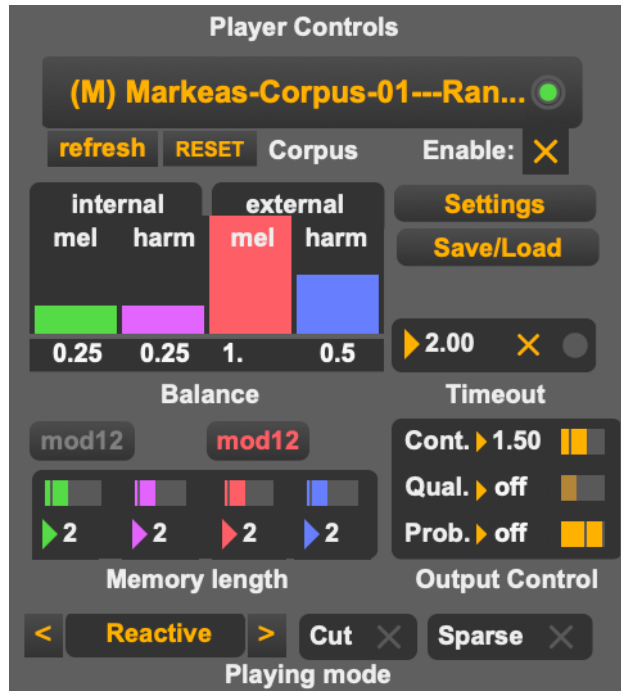 Player Controls
(M) Markeas-Corpus-01---Ran...
refresh RESET Corpus Enable:
internal external
mel harm mel harm
Settings
Save/Load
0.25 0.25 1. 0.5
2.00
Balance Timeout
mod12 mod12
Cont. 1.50
Qual. off
2 2 2 2
Prob. off
Memory length Output Control
< Reactive > Cut Sparse
Playing mode